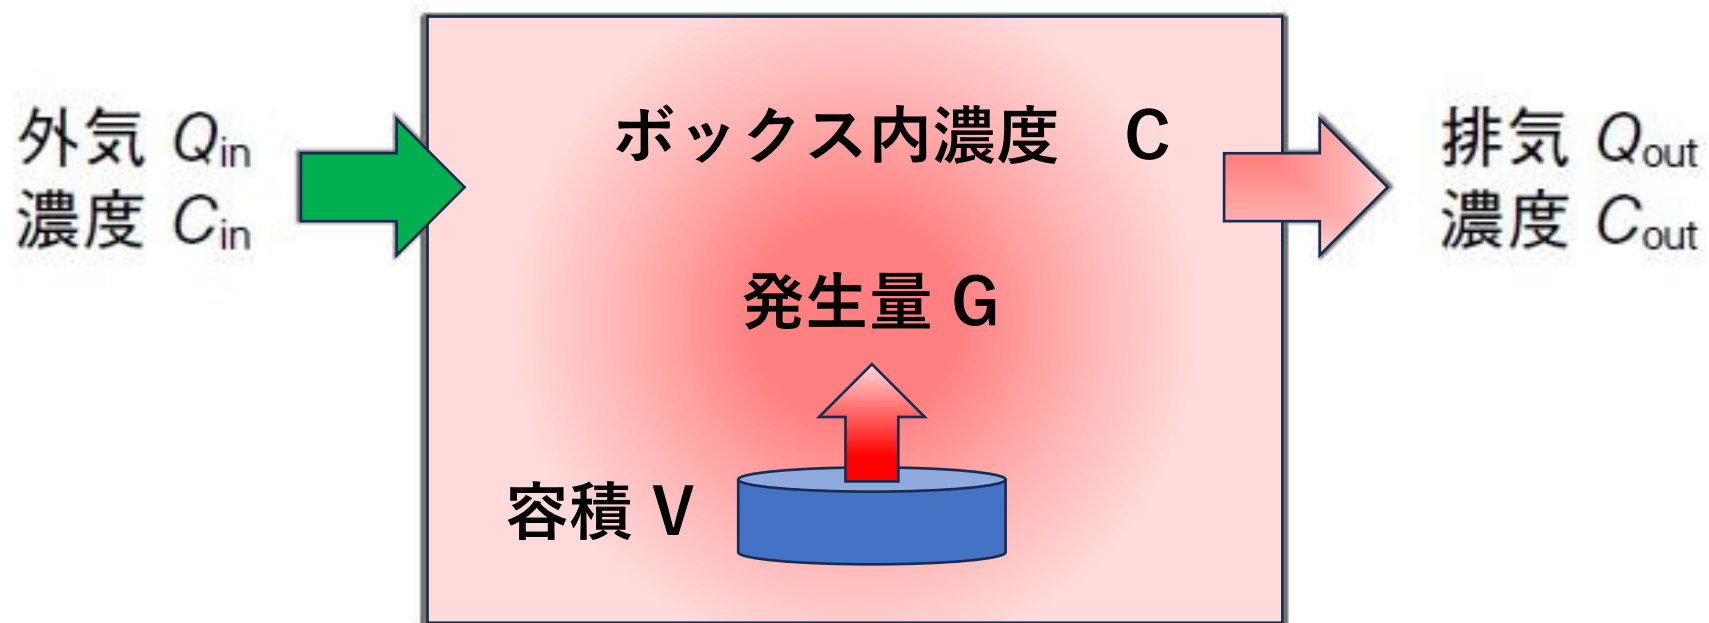 外気 Qin
濃度 Cin
ボックス内濃度 C
発生量 G
容積 V
排気 Qout
濃度 Cout